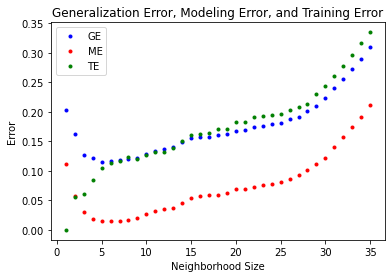 Generalization Error, Modeling Error, and Training Error
0.35
0.30
0.25
0.20
0.15
0.10
0.05
0.00
Error
GE
ME
TE
0 5 10 15 20 25 30 35
Neighborhood Size